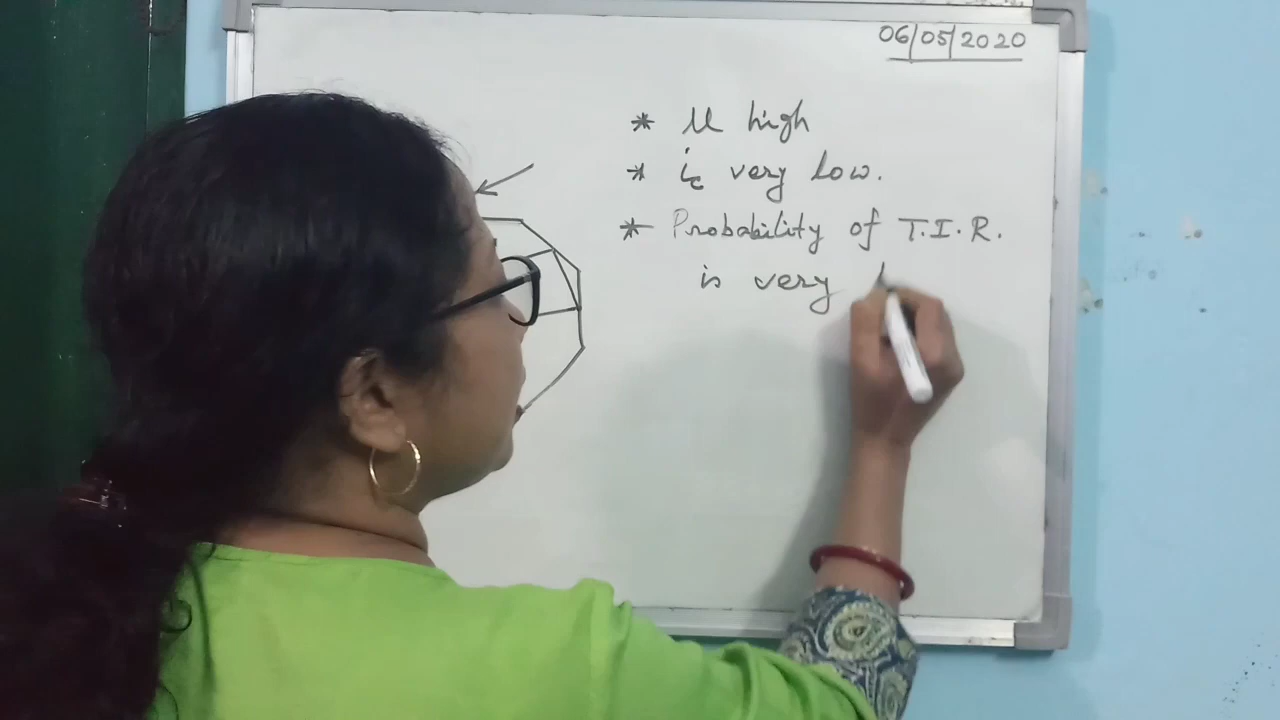 06/05/2020
* μ high
* ic very low.
* Probability of T.I.R.
is very